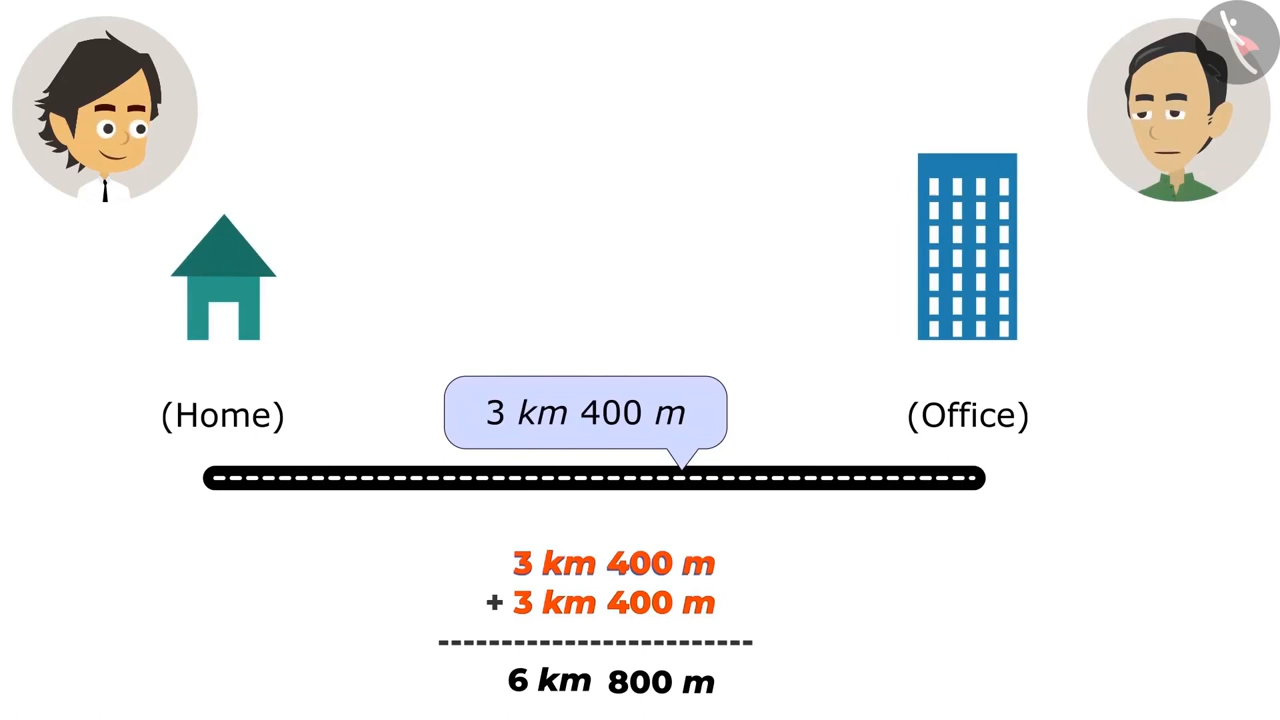 3 km 400 m
(Home)
(Office)
3 km 400 m
+ 3 km 400 m
-------------------------
6 km 800 m